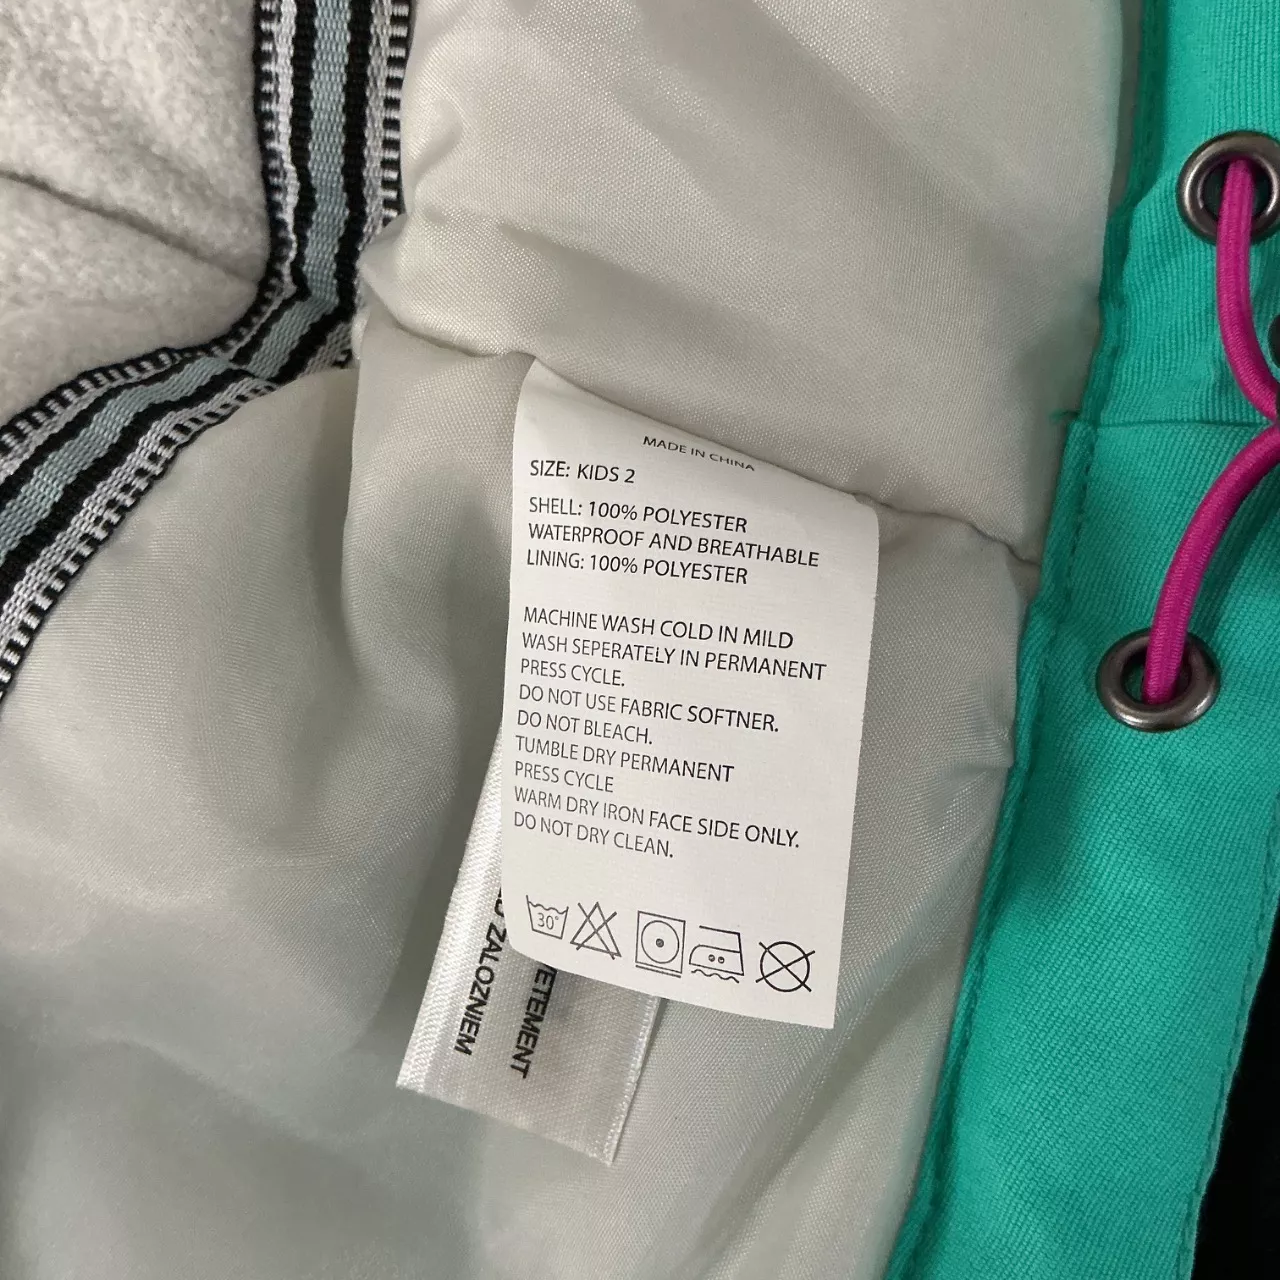 MADE IN CHINA
SIZE: KIDS 2
SHELL: 100% POLYESTER
WATERPROOF AND BREATHABLE
LINING: 100% POLYESTER
MACHINE WASH COLD IN MILD
WASH SEPERATELY IN PERMANENT
PRESS CYCLE.
DO NOT USE FABRIC SOFTNER.
DO NOT BLEACH.
TUMBLE DRY PERMANENT
PRESS CYCLE
WARM DRY IRON FACE SIDE ONLY.
DO NOT DRY CLEAN.
30°
ZALOZNIEM